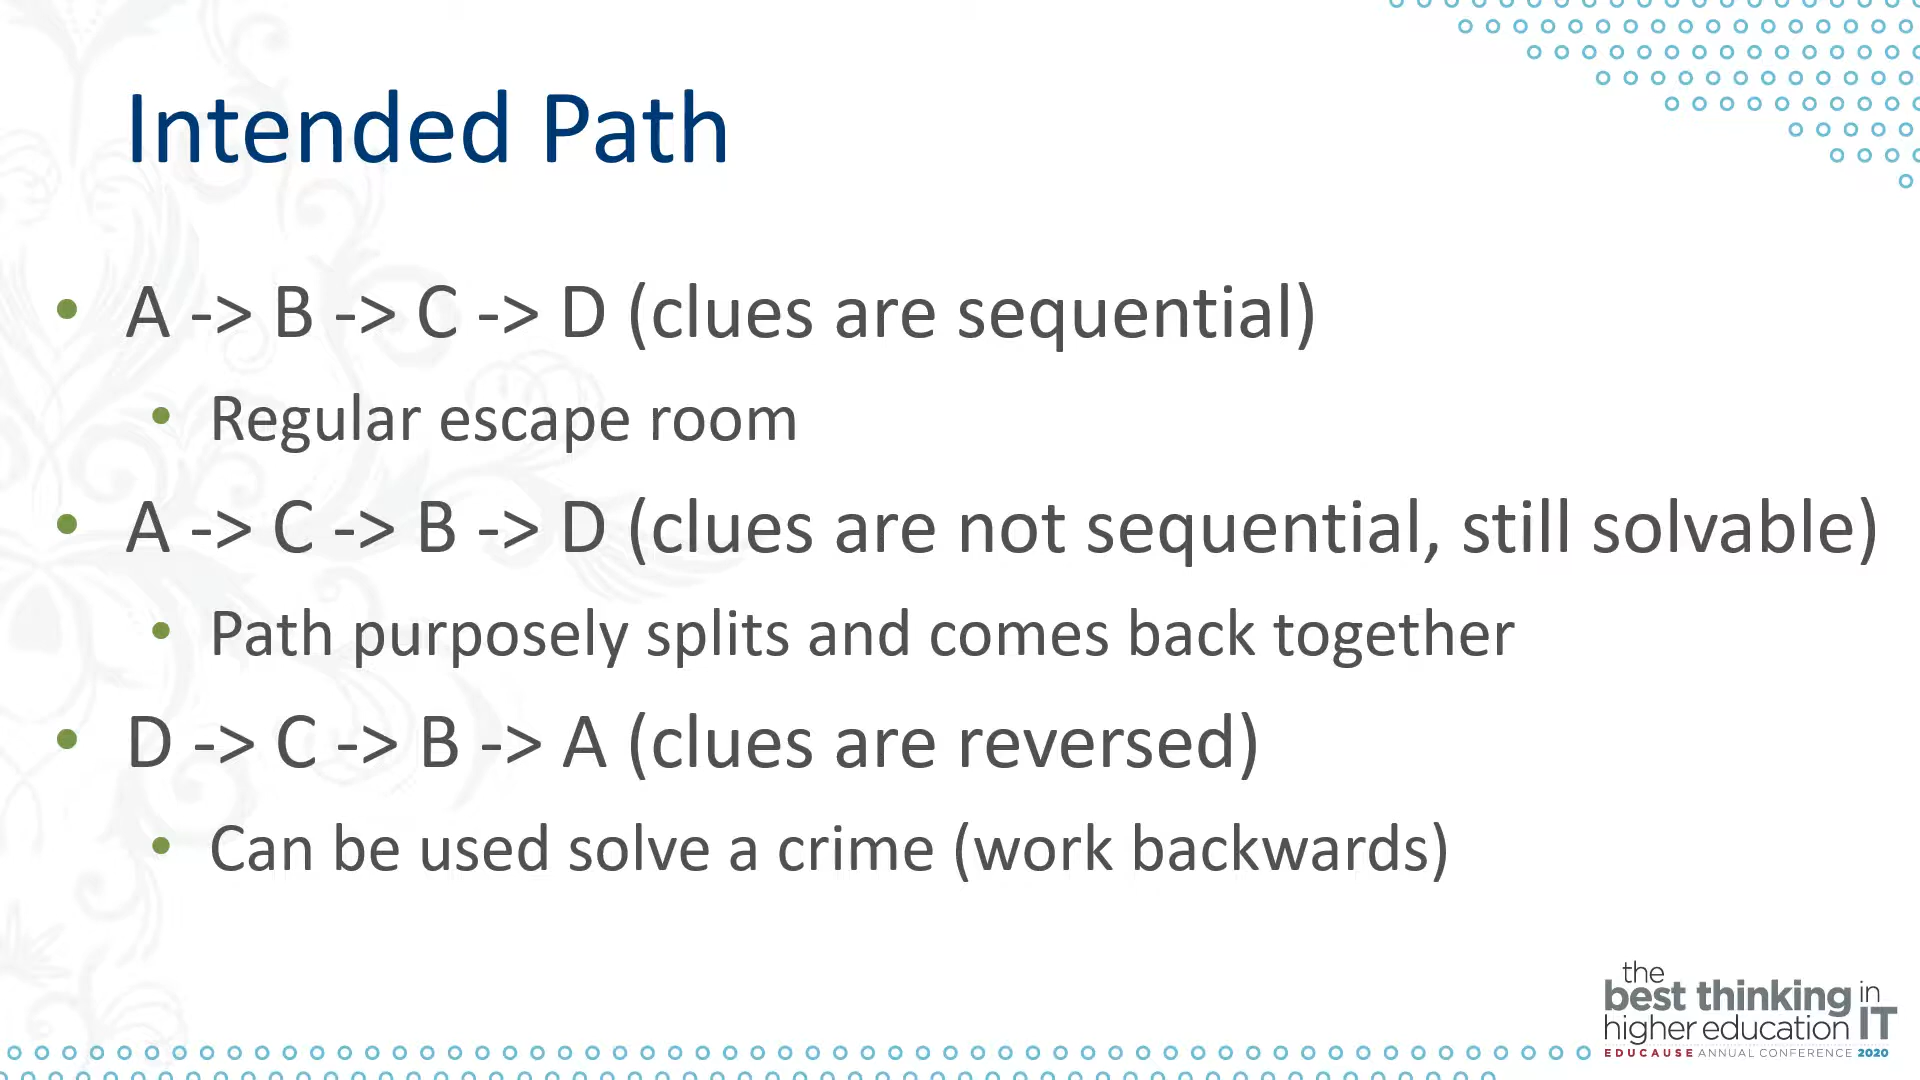 Intended Path
• A -> B -> C -> D (clues are sequential)
• Regular escape room
• A -> C -> B -> D (clues are not sequential, still solvable)
• Path purposely splits and comes back together
• D -> C -> B -> A (clues are reversed)
• Can be used solve a crime (work backwards)
the
best thinking in
higher education IT
EDUCAUSE ANNUAL CONFERENCE 2020